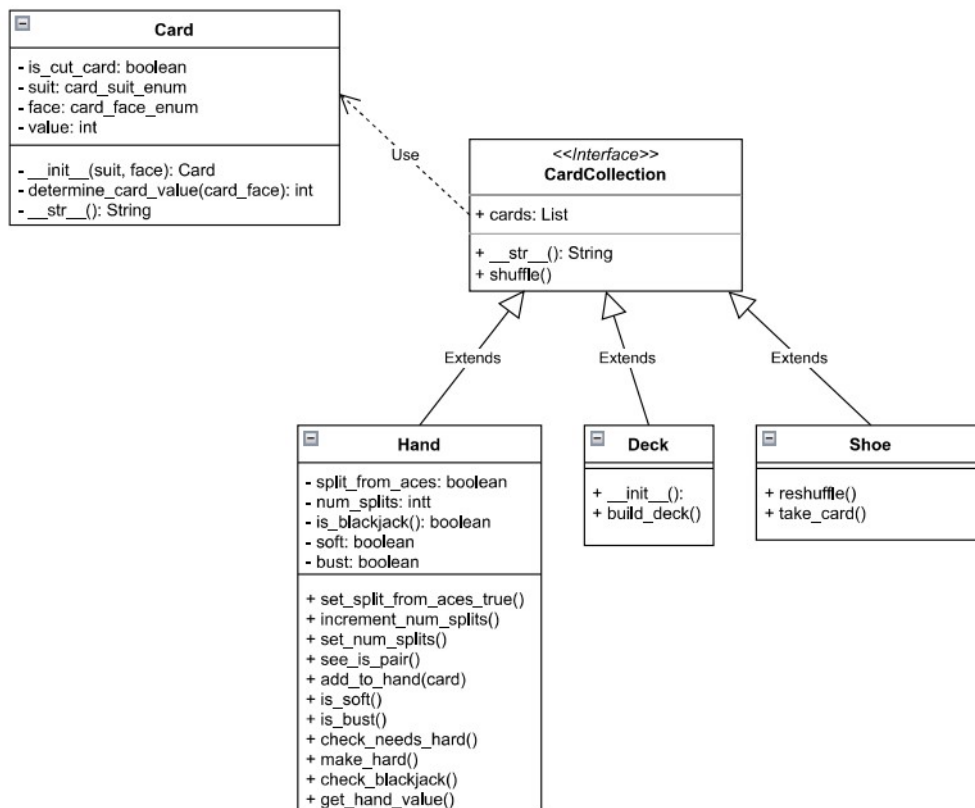 Card
- is_cut_card: boolean
- suit: card_suit_enum
- face: card_face_enum
- value: int
- __init__(suit, face): Card
- determine_card_value(card_face): int
- __str__(): String
Use
<<Interface>>
CardCollection
+ cards: List
+ __str__(): String
+ shuffle()
Extends
Extends
Extends
Hand
- split_from_aces: boolean
- num_splits: intt
- is_blackjack(): boolean
- soft: boolean
- bust: boolean
+ set_split_from_aces_true()
+ increment_num_splits()
+ set_num_splits()
+ see_is_pair()
+ add_to_hand(card)
+ is_soft()
+ is_bust()
+ check_needs_hard()
+ make_hard()
+ check_blackjack()
+ get_hand_value()
Deck
+ __init__():
+ build_deck()
Shoe
+ reshuffle()
+ take_card()